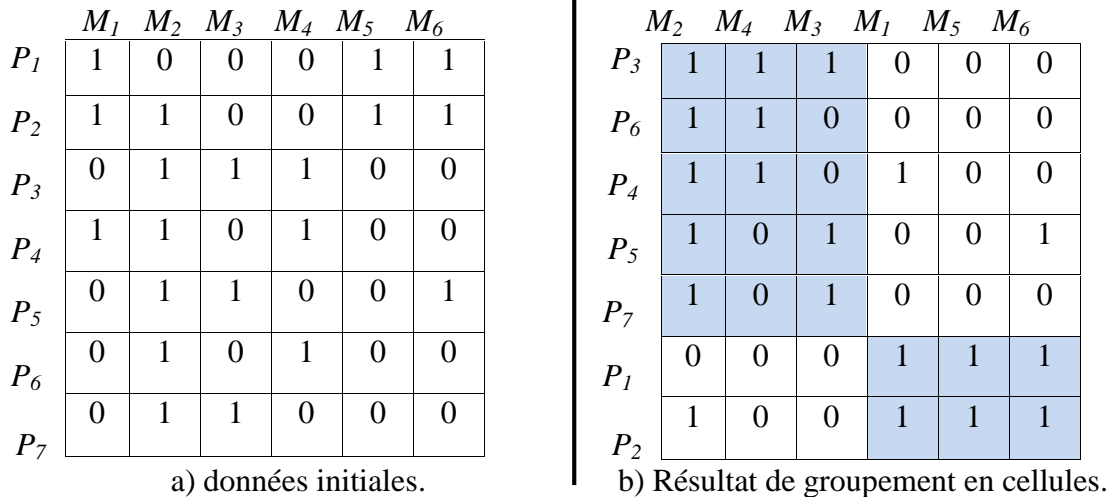 M1 M2 M3 M4 M5 M6
P1 1 0 0 0 1 1
P2 1 1 0 0 1 1
P3 0 1 1 1 0 0
P4 1 1 0 1 0 0
P5 0 1 1 0 0 1
P6 0 1 0 1 0 0
P7 0 1 1 0 0 0
a) données initiales.
M2 M4 M3 M1 M5 M6
P3 1 1 1 0 0 0
P6 1 1 0 0 0 0
P4 1 1 0 1 0 0
P5 1 0 1 0 0 1
P7 1 0 1 0 0 0
P1 0 0 0 1 1 1
P2 1 0 0 1 1 1
b) Résultat de groupement en cellules.